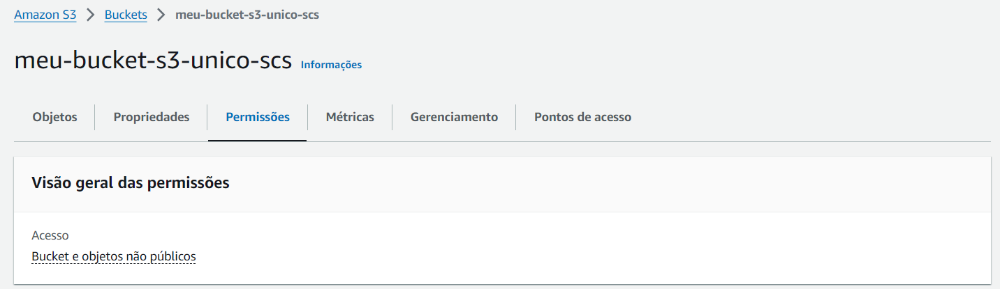 Amazon S3 > Buckets > meu-bucket-s3-unico-scs
meu-bucket-s3-unico-scs Informações
Objetos Propriedades Permissões Métricas Gerenciamento Pontos de acesso
Visão geral das permissões
Acesso
Bucket e objetos não públicos